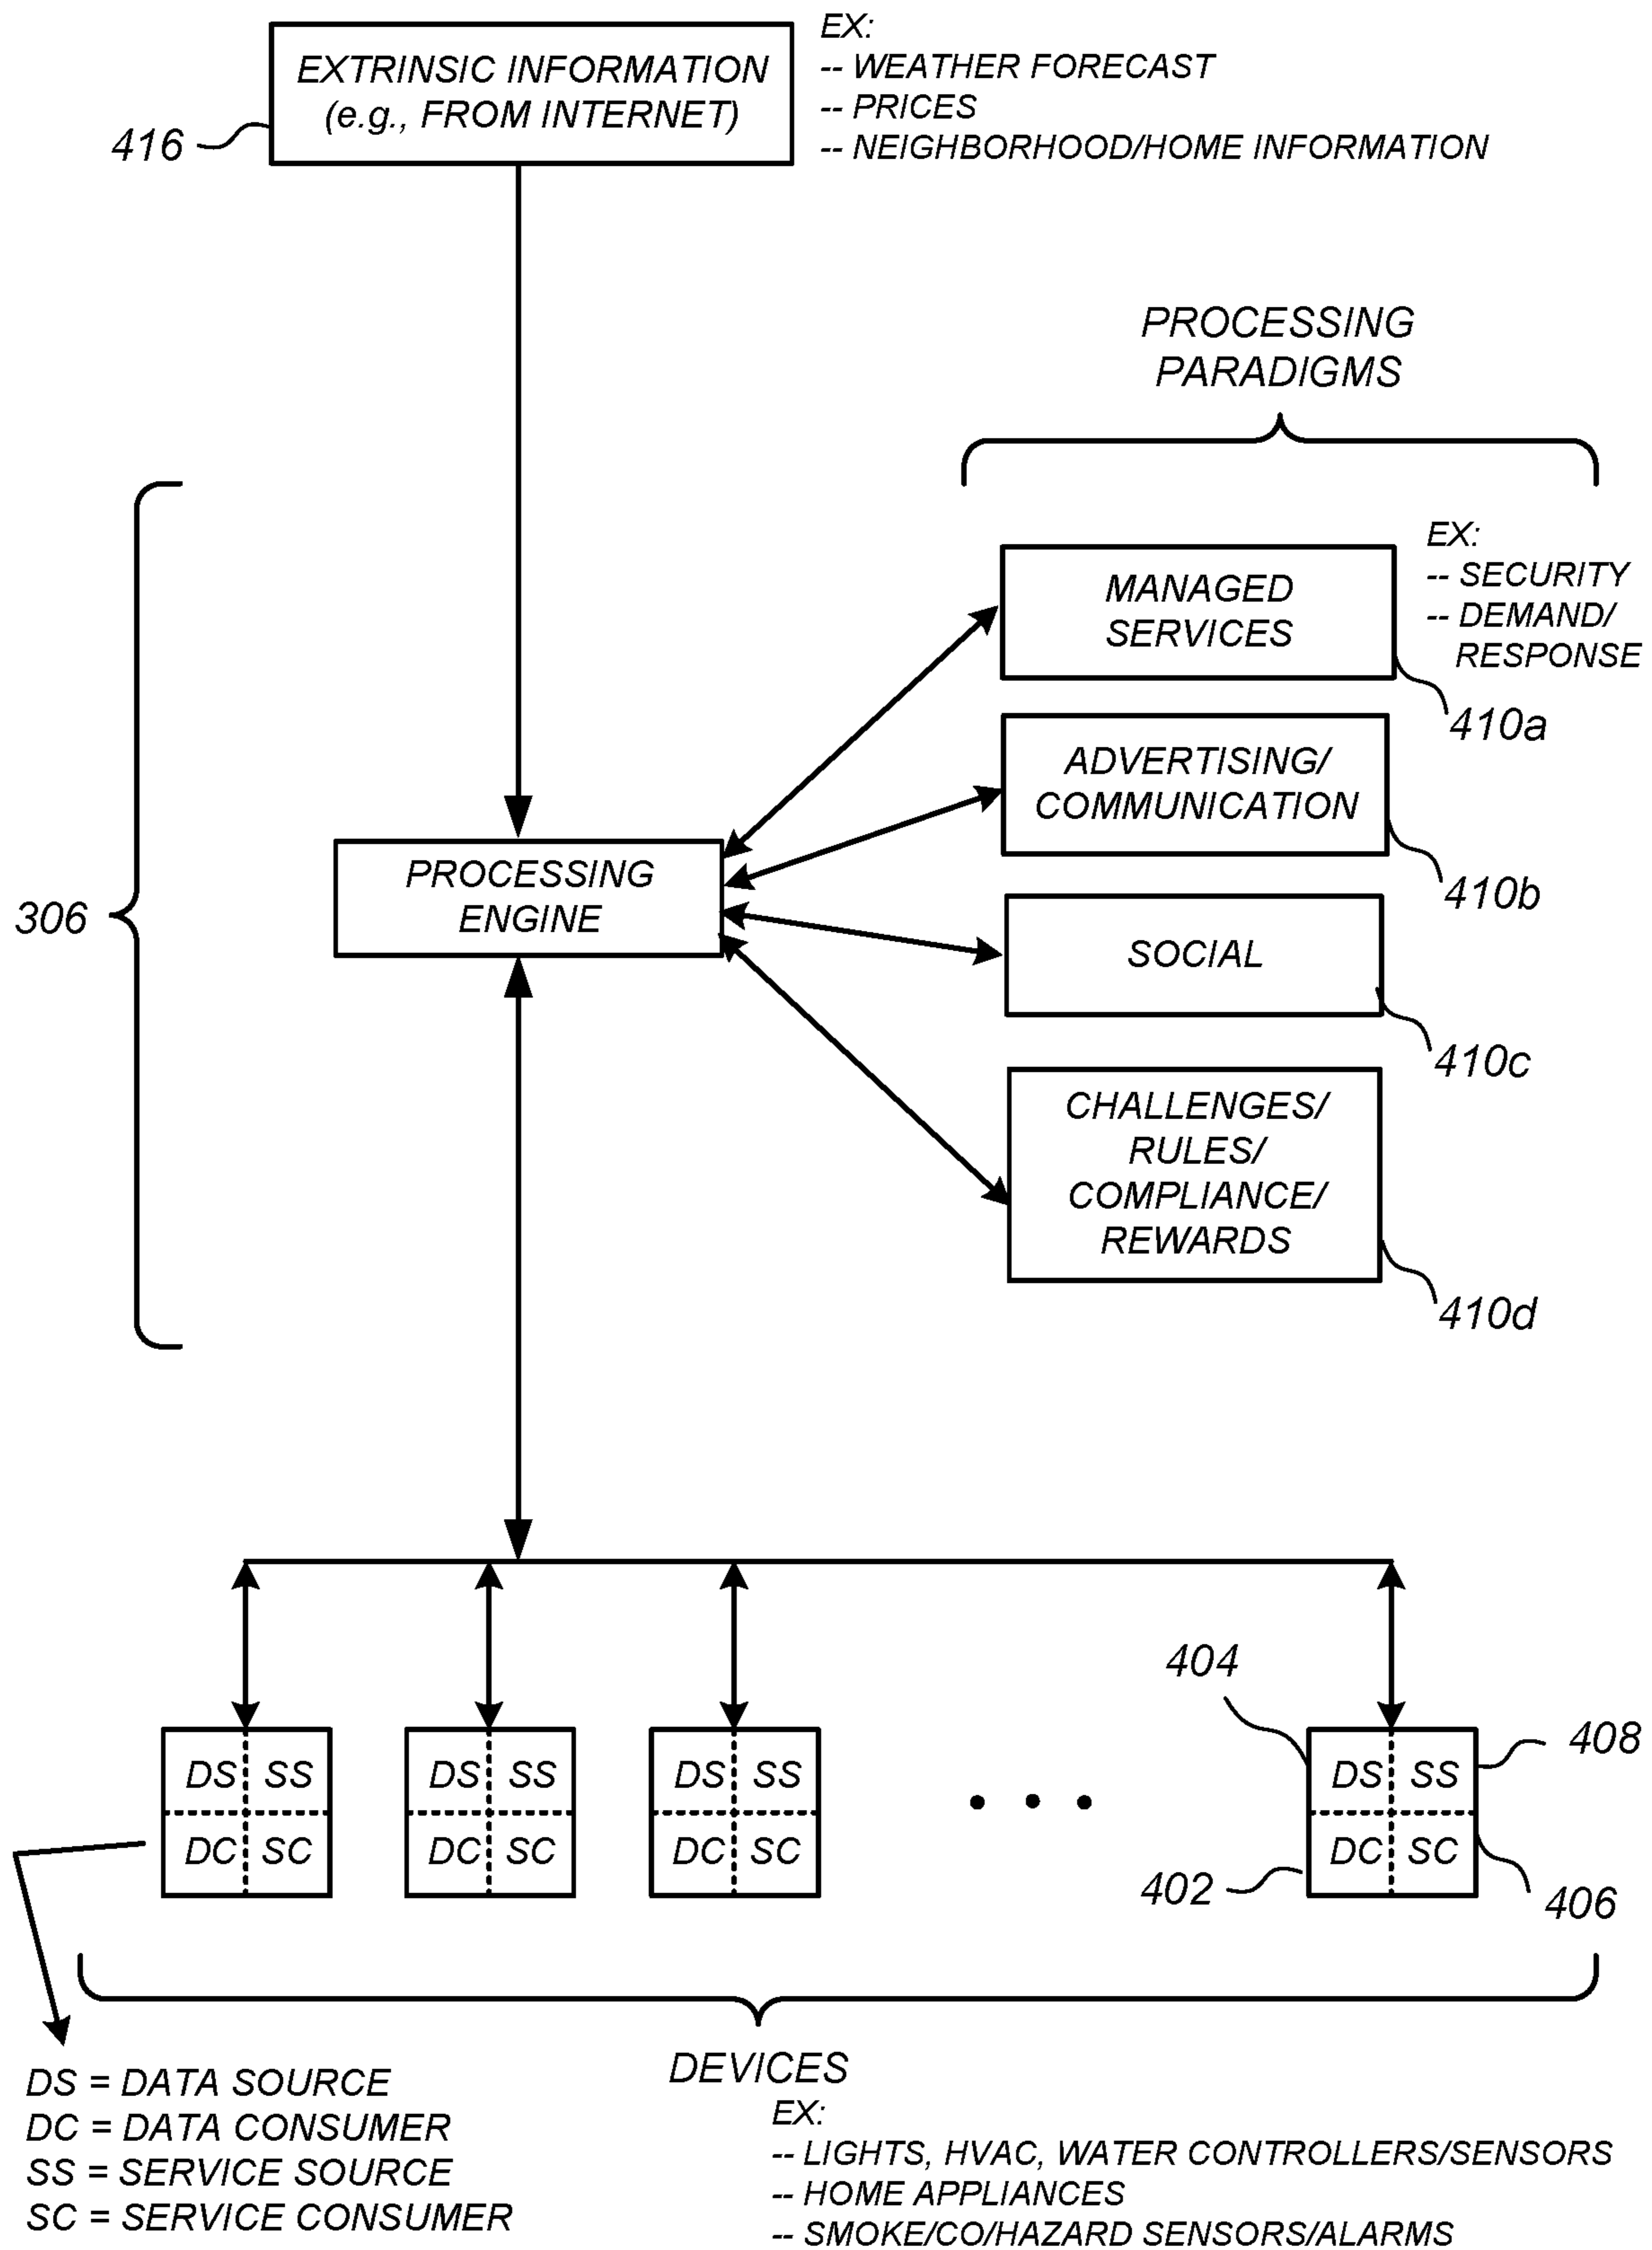 EXTRINSIC INFORMATION
(e.g., FROM INTERNET)
416
EX:
-- WEATHER FORECAST
-- PRICES
-- NEIGHBORHOOD/HOME INFORMATION
PROCESSING
PARADIGMS
306
PROCESSING
ENGINE
MANAGED
SERVICES
EX:
-- SECURITY
-- DEMAND/
RESPONSE
410a
ADVERTISING/
COMMUNICATION
410b
SOCIAL
410c
CHALLENGES/
RULES/
COMPLIANCE/
REWARDS
410d
DS SS
DC SC
DS SS
DC SC
DS SS
DC SC
DS SS
DC SC
404
408
402
406
DS = DATA SOURCE
DC = DATA CONSUMER
SS = SERVICE SOURCE
SC = SERVICE CONSUMER
DEVICES
EX:
-- LIGHTS, HVAC, WATER CONTROLLERS/SENSORS
-- HOME APPLIANCES
-- SMOKE/CO/HAZARD SENSORS/ALARMS